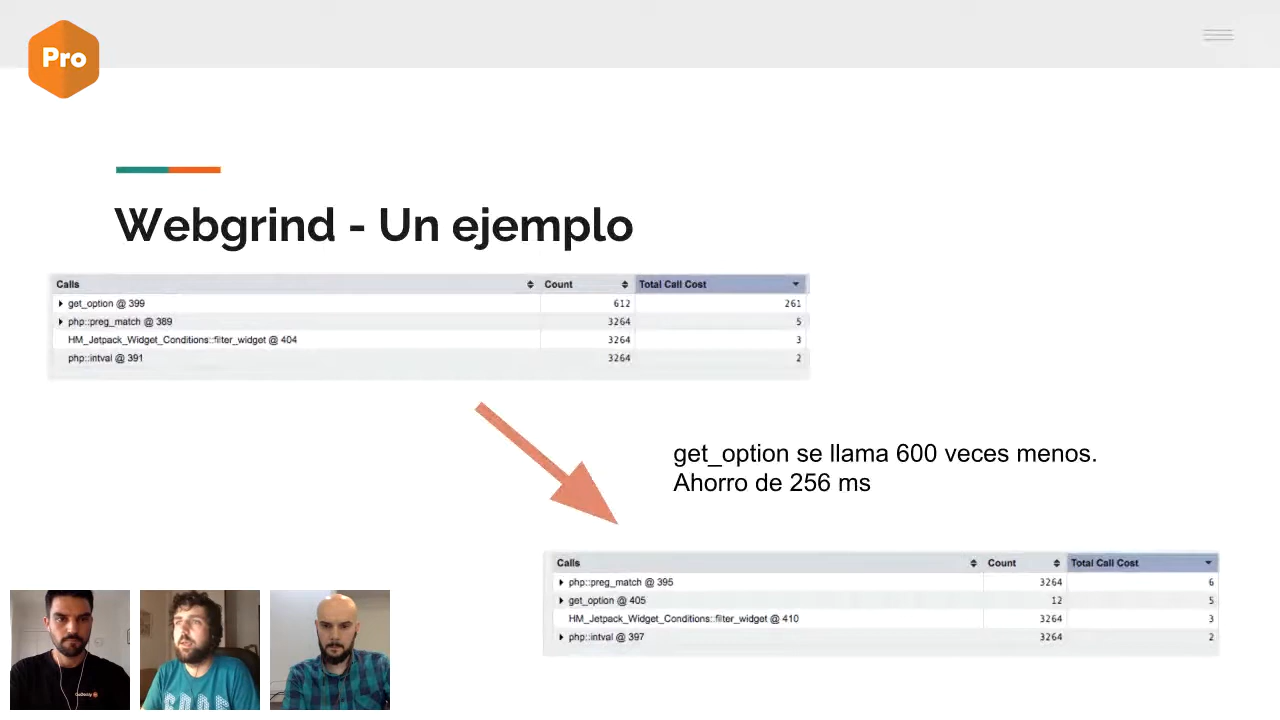 Pro
Webgrind - Un ejemplo
Calls Count Total Call Cost
get_option @ 399 612 261
php::preg_match @ 389 3264 5
HM_Jetpack_Widget_Conditions::filter_widget @ 404 3264 3
php::intval @ 391 3264 2
get_option se llama 600 veces menos.
Ahorro de 256 ms
Calls Count Total Call Cost
php::preg_match @ 395 3264 6
get_option @ 405 12 5
HM_Jetpack_Widget_Conditions::filter_widget @ 410 3264 3
php::intval @ 397 3264 2